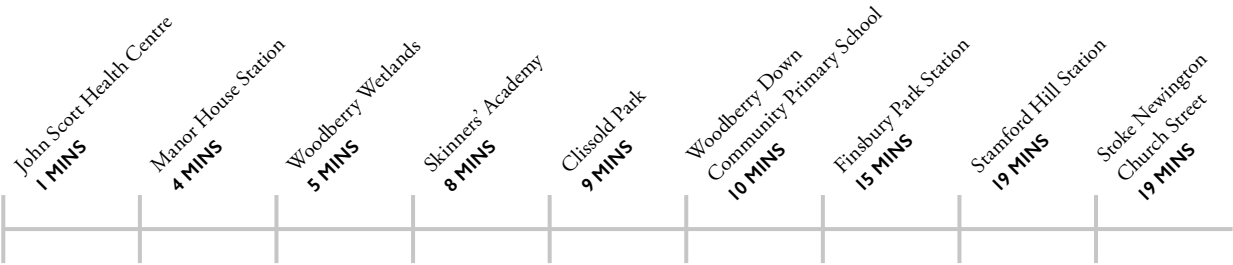 John Scott Health Centre
1 MINS
Manor House Station
4 MINS
Woodberry Wetlands
5 MINS
Skinners' Academy
8 MINS
Clissold Park
9 MINS
Woodberry Down
Community Primary School
10 MINS
Finsbury Park Station
15 MINS
Stamford Hill Station
19 MINS
Stoke Newington
Church Street
19 MINS